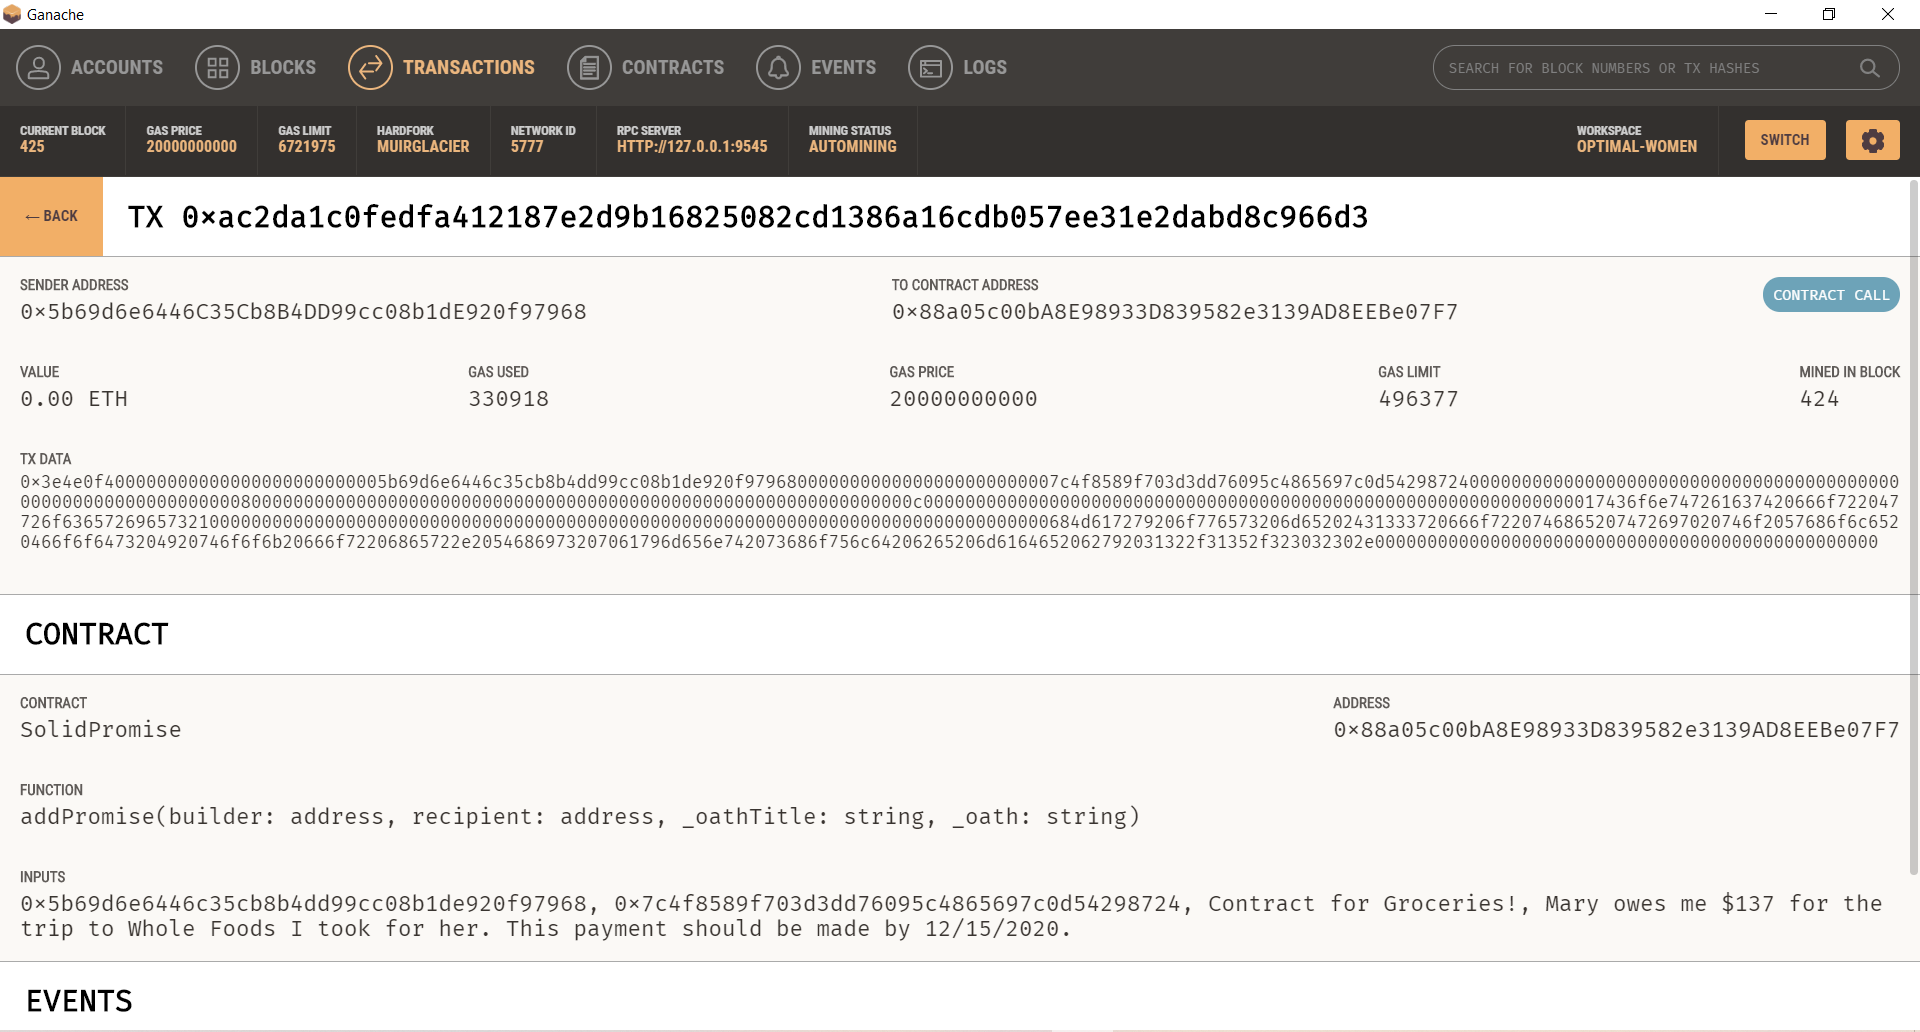 Ganache
ACCOUNTS
BLOCKS
TRANSACTIONS
CONTRACTS
EVENTS
LOGS
SEARCH FOR BLOCK NUMBERS OR TX HASHES
CURRENT BLOCK
425
GAS PRICE
20000000000
GAS LIMIT
6721975
HARDFORK
MUIRGLACIER
NETWORK ID
5777
RPC SERVER
HTTP://127.0.0.1:9545
MINING STATUS
AUTOMINING
WORKSPACE
OPTIMAL-WOMEN
SWITCH
← BACK
TX 0×ac2da1c0fedfa412187e2d9b16825082cd1386a16cdb057ee31e2dabd8c966d3
SENDER ADDRESS
0×5b69d6e6446C35Cb8B4DD99cc08b1dE920f97968
TO CONTRACT ADDRESS
0×88a05c00bA8E98933D839582e3139AD8EEBe07F7
CONTRACT CALL
VALUE
0.00 ETH
GAS USED
330918
GAS PRICE
20000000000
GAS LIMIT
496377
MINED IN BLOCK
424
TX DATA
0×3e4e0f400000000000000000000000005b69d6e6446c35cb8b4dd99cc08b1de920f979680000000000000000000000007c4f8589f703d3dd76095c4865697c0d5429872400000000000000000000000000000000000000000
0000000000000000000008000000000000000000000000000000000000000000000000000000000000000c00000000000000000000000000000000000000000000000000000000000000017436f6e747261637420666f722047
726f636572696573210000000000000000000000000000000000000000000000000000000000000000000000000000000000684d617279206f776573206d65202431333720666f722074686520747269702074 6f2057686f6c652
0466f6f6473204920746f6f6b20666f72206865722e2054686973207061796d656e742073686f756c64206265206d6164652062792031322f31352f323032302e000000000000000000000000000000000000000000000000
CONTRACT
CONTRACT
SolidPromise
ADDRESS
0×88a05c00bA8E98933D839582e3139AD8EEBe07F7
FUNCTION
addPromise(builder: address, recipient: address, _oathTitle: string, _oath: string)
INPUTS
0×5b69d6e6446c35cb8b4dd99cc08b1de920f97968, 0×7c4f8589f703d3dd76095c4865697c0d54298724, Contract for Groceries!, Mary owes me $137 for the
trip to Whole Foods I took for her. This payment should be made by 12/15/2020.
EVENTS